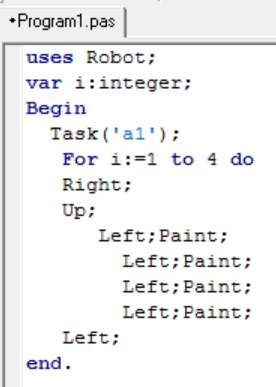 •Program1.pas
uses Robot;
var i:integer;
Begin
Task('a1');
For i:=1 to 4 do
Right;
Up;
Left;Paint;
Left;Paint;
Left;Paint;
Left;Paint;
Left;
end.